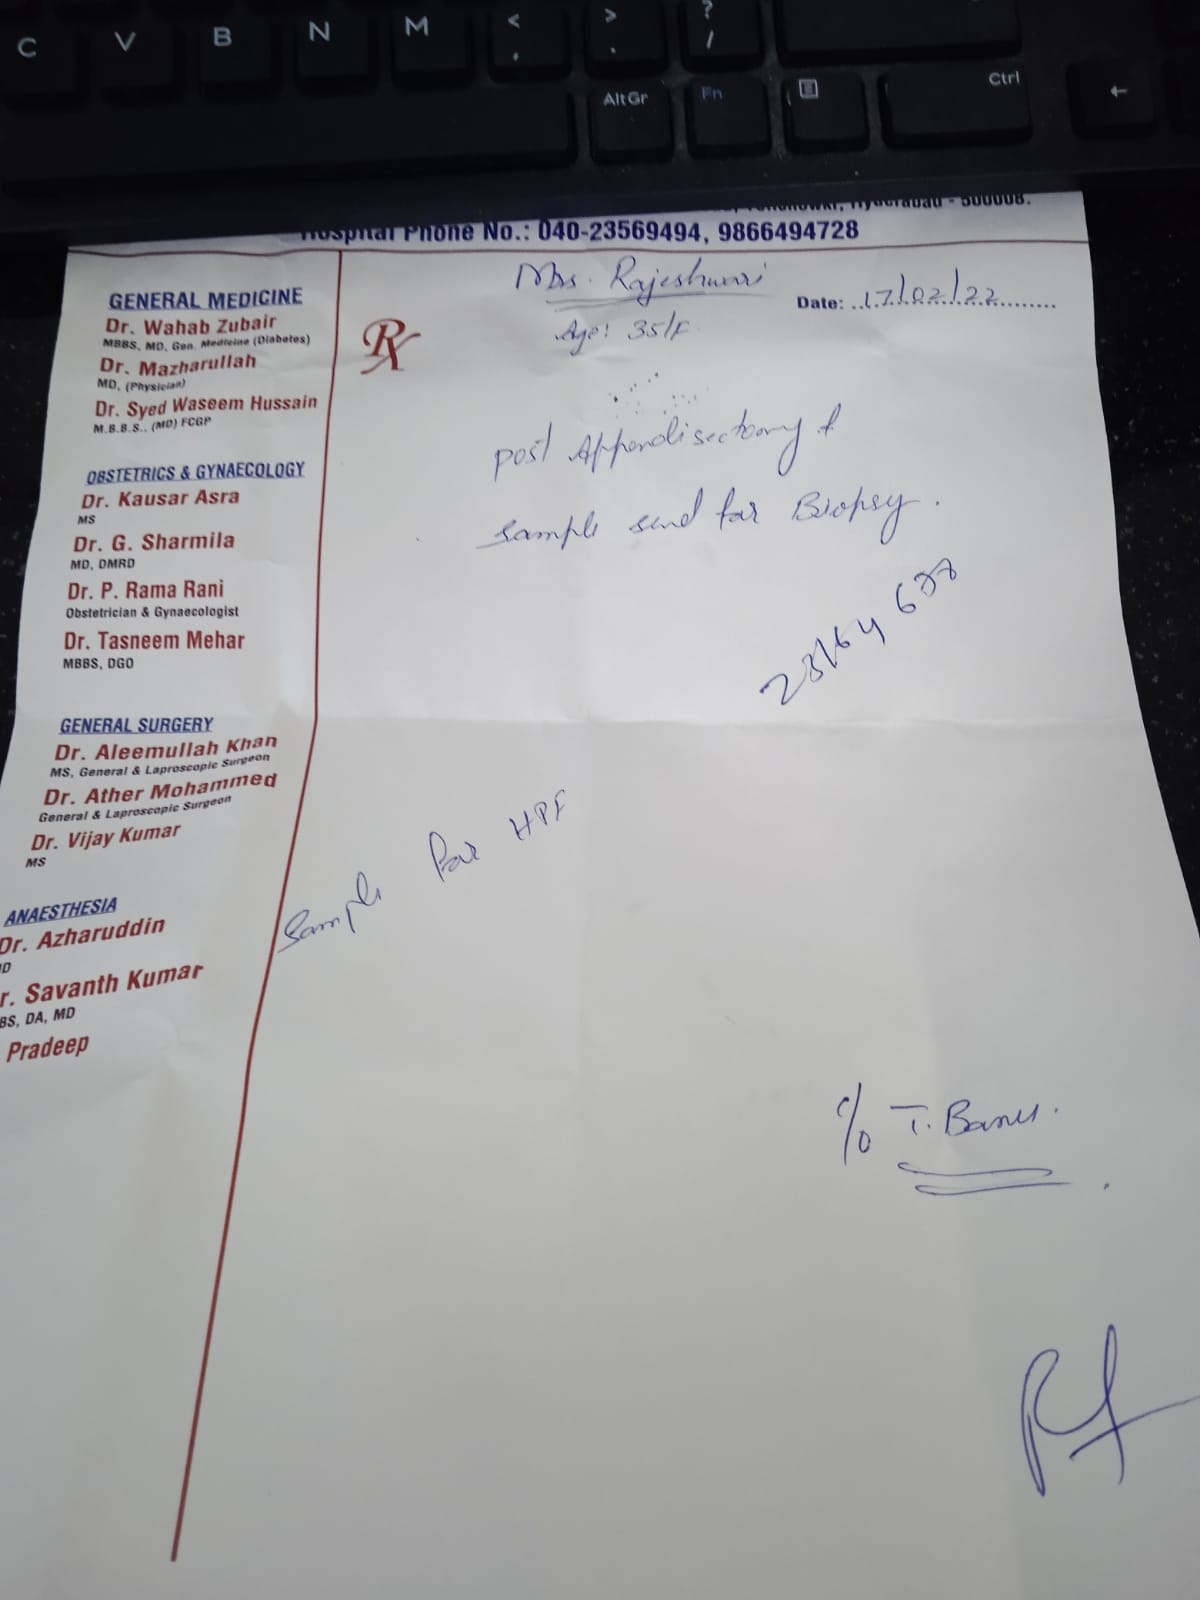 C V B N M < , > . ? /
AltGr Fn Ctrl ←
Hyderabad - 500008.
Hospital Phone No.: 040-23569494, 9866494728
Mrs. Rajeshwari
Date: 17/02/22
Age: 35/F
Rx
GENERAL MEDICINE
Dr. Wahab Zubair
MBBS, MD, Gen. Medicine (Diabetes)
Dr. Mazharullah
MD, (Physician)
Dr. Syed Waseem Hussain
M.B.B.S., (MD) FCGP
OBSTETRICS & GYNAECOLOGY
Dr. Kausar Asra
MS
Dr. G. Sharmila
MD, DMRD
Dr. P. Rama Rani
Obstetrician & Gynaecologist
Dr. Tasneem Mehar
MBBS, DGO
GENERAL SURGERY
Dr. Aleemullah Khan
MS, General & Laproscopic Surgeon
Dr. Ather Mohammed
General & Laproscopic Surgeon
Dr. Vijay Kumar
MS
ANAESTHESIA
Dr. Azharuddin
D
r. Savanth Kumar
BS, DA, MD
Pradeep
post Appendisectomy &
sample send for Biopsy.
Sample for HPE
c/o T. Banu.